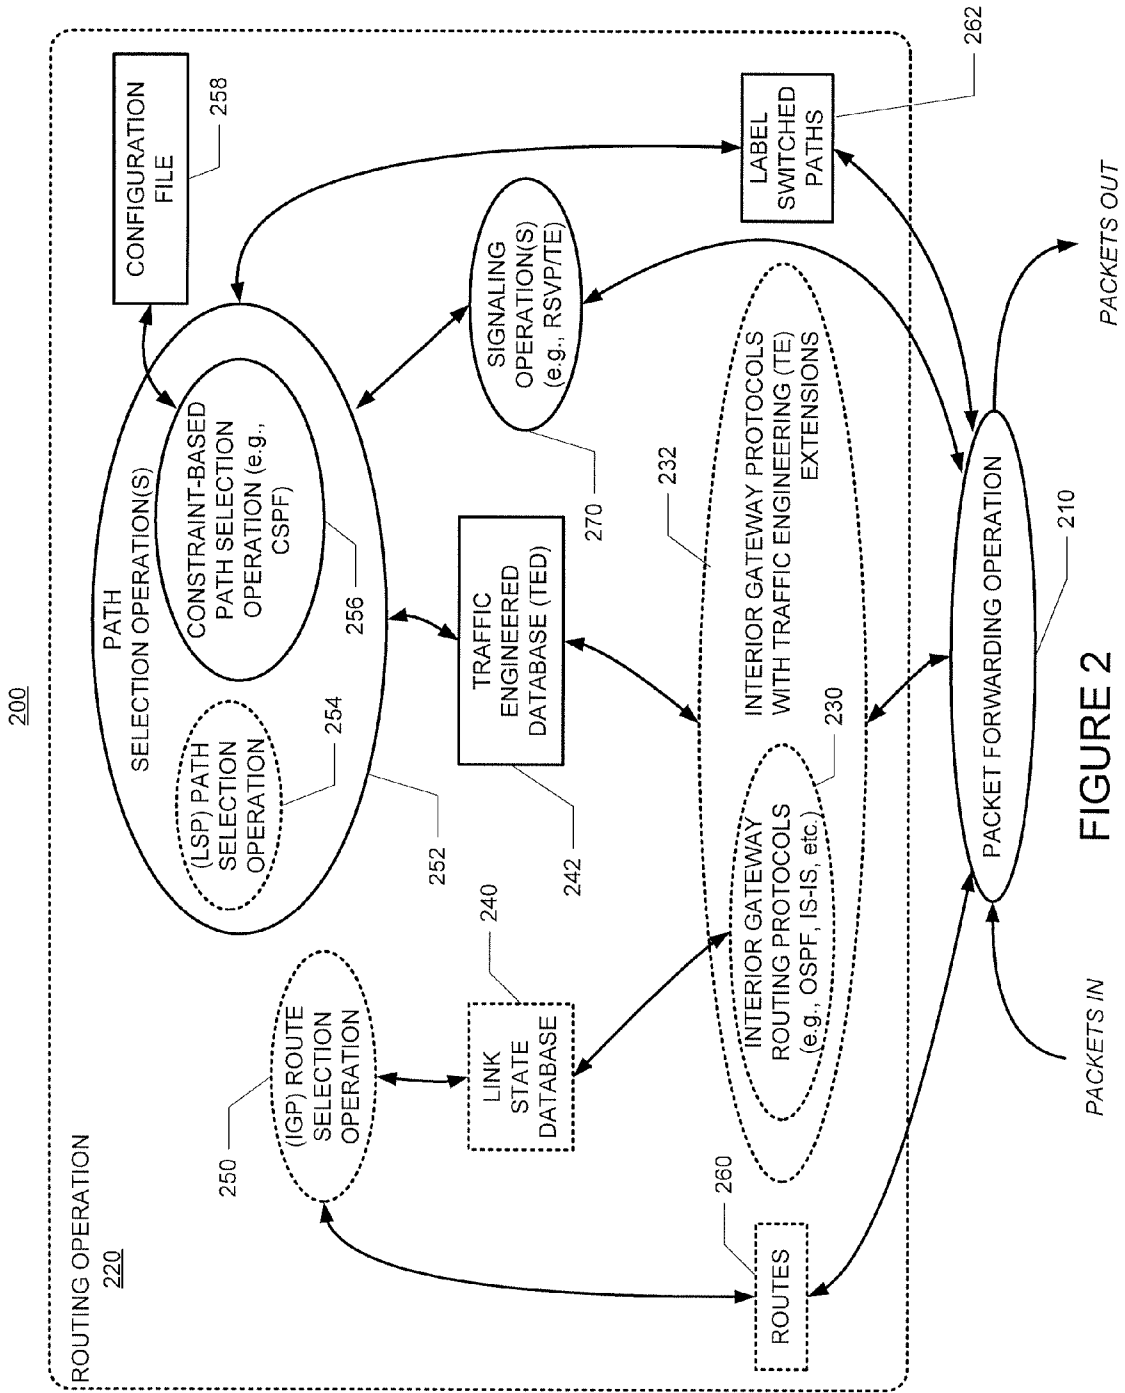 200
ROUTING OPERATION
220
PATH
SELECTION OPERATION(S)
CONFIGURATION
FILE
258
(LSP) PATH
SELECTION
OPERATION
254
CONSTRAINT-BASED
PATH SELECTION
OPERATION (e.g.,
CSPF)
256
252
250
(IGP) ROUTE
SELECTION
OPERATION
240
LINK
STATE
DATABASE
TRAFFIC
ENGINEERED
DATABASE (TED)
242
SIGNALING
OPERATION(S)
(e.g., RSVP/TE)
270
260
ROUTES
INTERIOR GATEWAY
ROUTING PROTOCOLS
(e.g., OSPF, IS-IS, etc.)
230
232
INTERIOR GATEWAY PROTOCOLS
WITH TRAFFIC ENGINEERING (TE)
EXTENSIONS
LABEL
SWITCHED
PATHS
262
PACKET FORWARDING OPERATION
210
PACKETS IN
PACKETS OUT
FIGURE 2